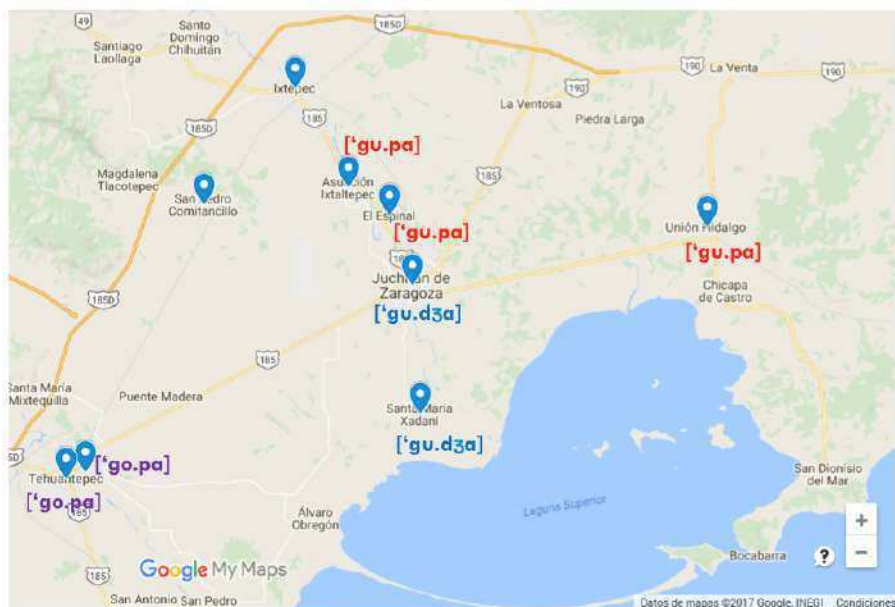 49
Santo
Domingo
Chihuitán
185D
Santiago
Laollaga
Ixtepec
190
La Venta
190
185
190
La Ventosa
Piedra Larga
185D
['gu.pa]
Magdalena
Tlacotepec
San Pedro
Comitancillo
Asunción
Ixtaltepec
185
El Espinal
['gu.pa]
Unión Hidalgo
['gu.pa]
185
Juchitán de
Zaragoza
['gu.dʒa]
Chicapa
de Castro
185D
185
Santa María
Mixtequilla
Puente Madera
Santa María
Xadani
['gu.dʒa]
['go.pa]
Tehuantepec
['go.pa]
185
San Dionisio
del Mar
Álvaro
Obregón
Laguna Superior
+
−
?
Bocabarra
Google My Maps
185
San Antonio
San Pedro
Datos de mapas ©2017 Google, INEGI
Condiciones